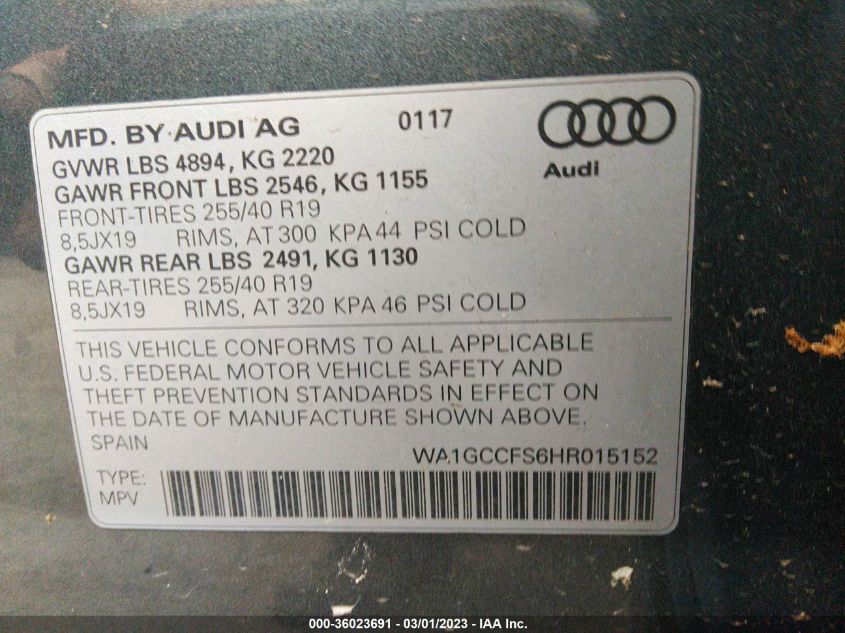 MFD. BY AUDI AG 0117
GVWR LBS 4894, KG 2220
GAWR FRONT LBS 2546, KG 1155
Audi
FRONT-TIRES 255/40 R19
8,5JX19 RIMS, AT 300 KPA 44 PSI COLD
GAWR REAR LBS 2491, KG 1130
REAR-TIRES 255/40 R19
8,5JX19 RIMS, AT 320 KPA 46 PSI COLD
THIS VEHICLE CONFORMS TO ALL APPLICABLE
U.S. FEDERAL MOTOR VEHICLE SAFETY AND
THEFT PREVENTION STANDARDS IN EFFECT ON
THE DATE OF MANUFACTURE SHOWN ABOVE.
SPAIN
WA1GCCFS6HR015152
TYPE:
MPV
000-36023691 - 03/01/2023 - IAA Inc.